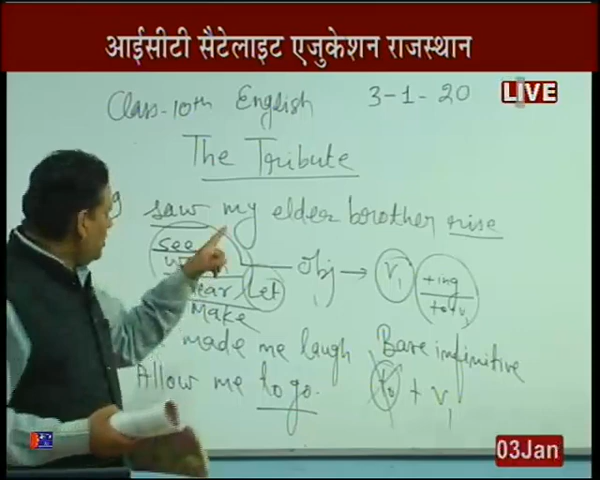 आईसीटी सैटेलाइट एजुकेशन राजस्थान
Class-10th English 3-1-20
LIVE
The Tribute
saw my elder brother rise
see
obj → V₁ +ing
to+V₁
hear/Let
Make
made me laugh Bare infinitive
Allow me to go. to + V₁
03Jan